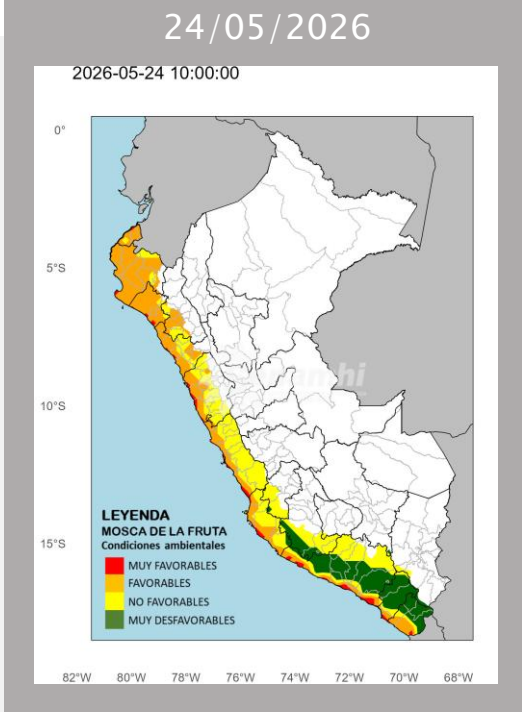 24/05/2026
2026-05-24 10:00:00
0°
5°S
10°S
15°S
LEYENDA
MOSCA DE LA FRUTA
Condiciones ambientales
MUY FAVORABLES
FAVORABLES
NO FAVORABLES
MUY DESFAVORABLES
82°W 80°W 78°W 76°W 74°W 72°W 70°W 68°W